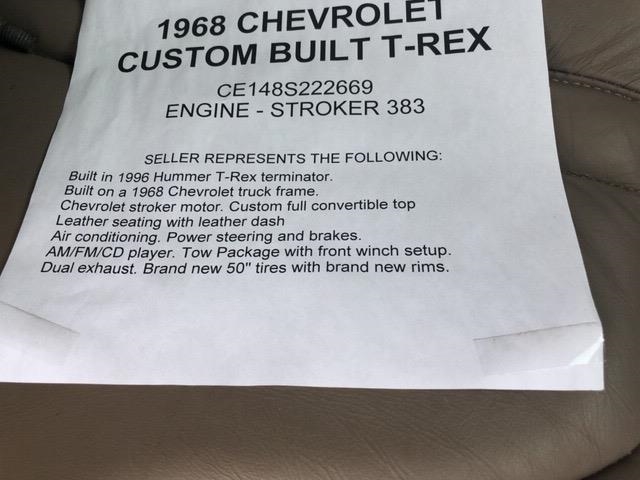 1968 CHEVROLET
CUSTOM BUILT T-REX
CE148S222669
ENGINE - STROKER 383
SELLER REPRESENTS THE FOLLOWING:
Built in 1996 Hummer T-Rex terminator.
Built on a 1968 Chevrolet truck frame.
Chevrolet stroker motor. Custom full convertible top
Leather seating with leather dash
Air conditioning. Power steering and brakes.
AM/FM/CD player. Tow Package with front winch setup.
Dual exhaust. Brand new 50" tires with brand new rims.